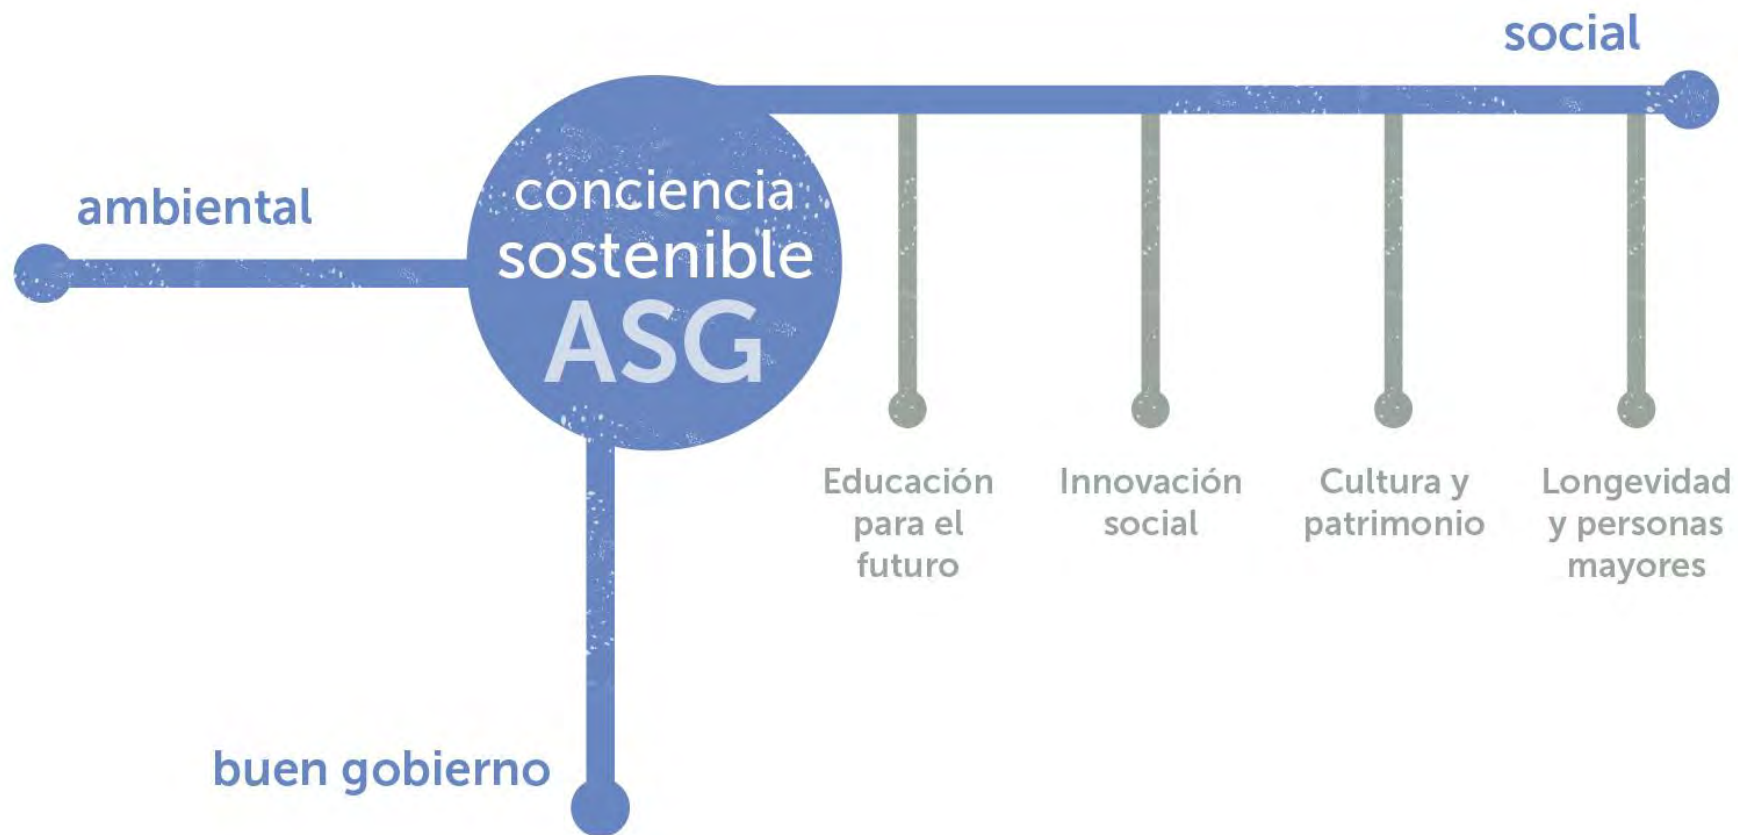 social
ambiental
conciencia
sostenible
ASG
Educación
para el
futuro
Innovación
social
Cultura y
patrimonio
Longevidad
y personas
mayores
buen gobierno